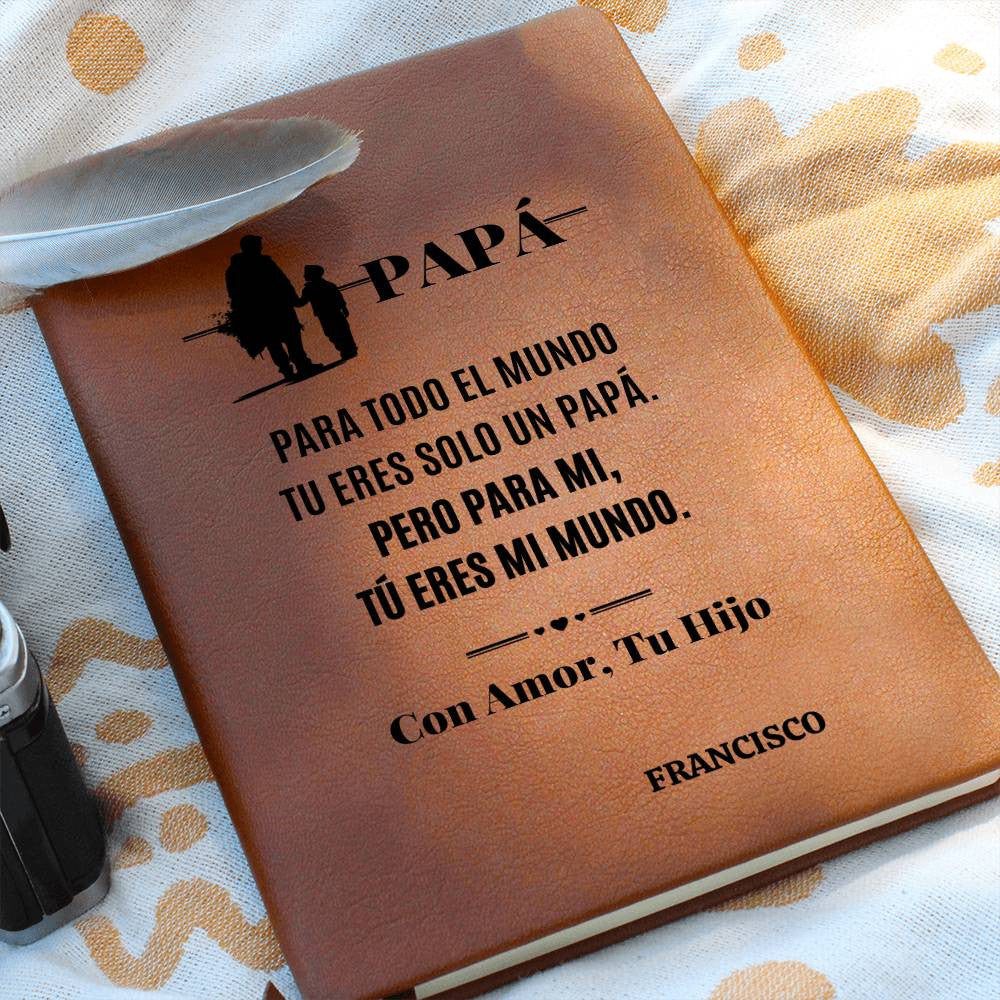 PAPÁ
PARA TODO EL MUNDO
TU ERES SOLO UN PAPÁ.
PERO PARA MI,
TÚ ERES MI MUNDO.
Con Amor, Tu Hijo
FRANCISCO